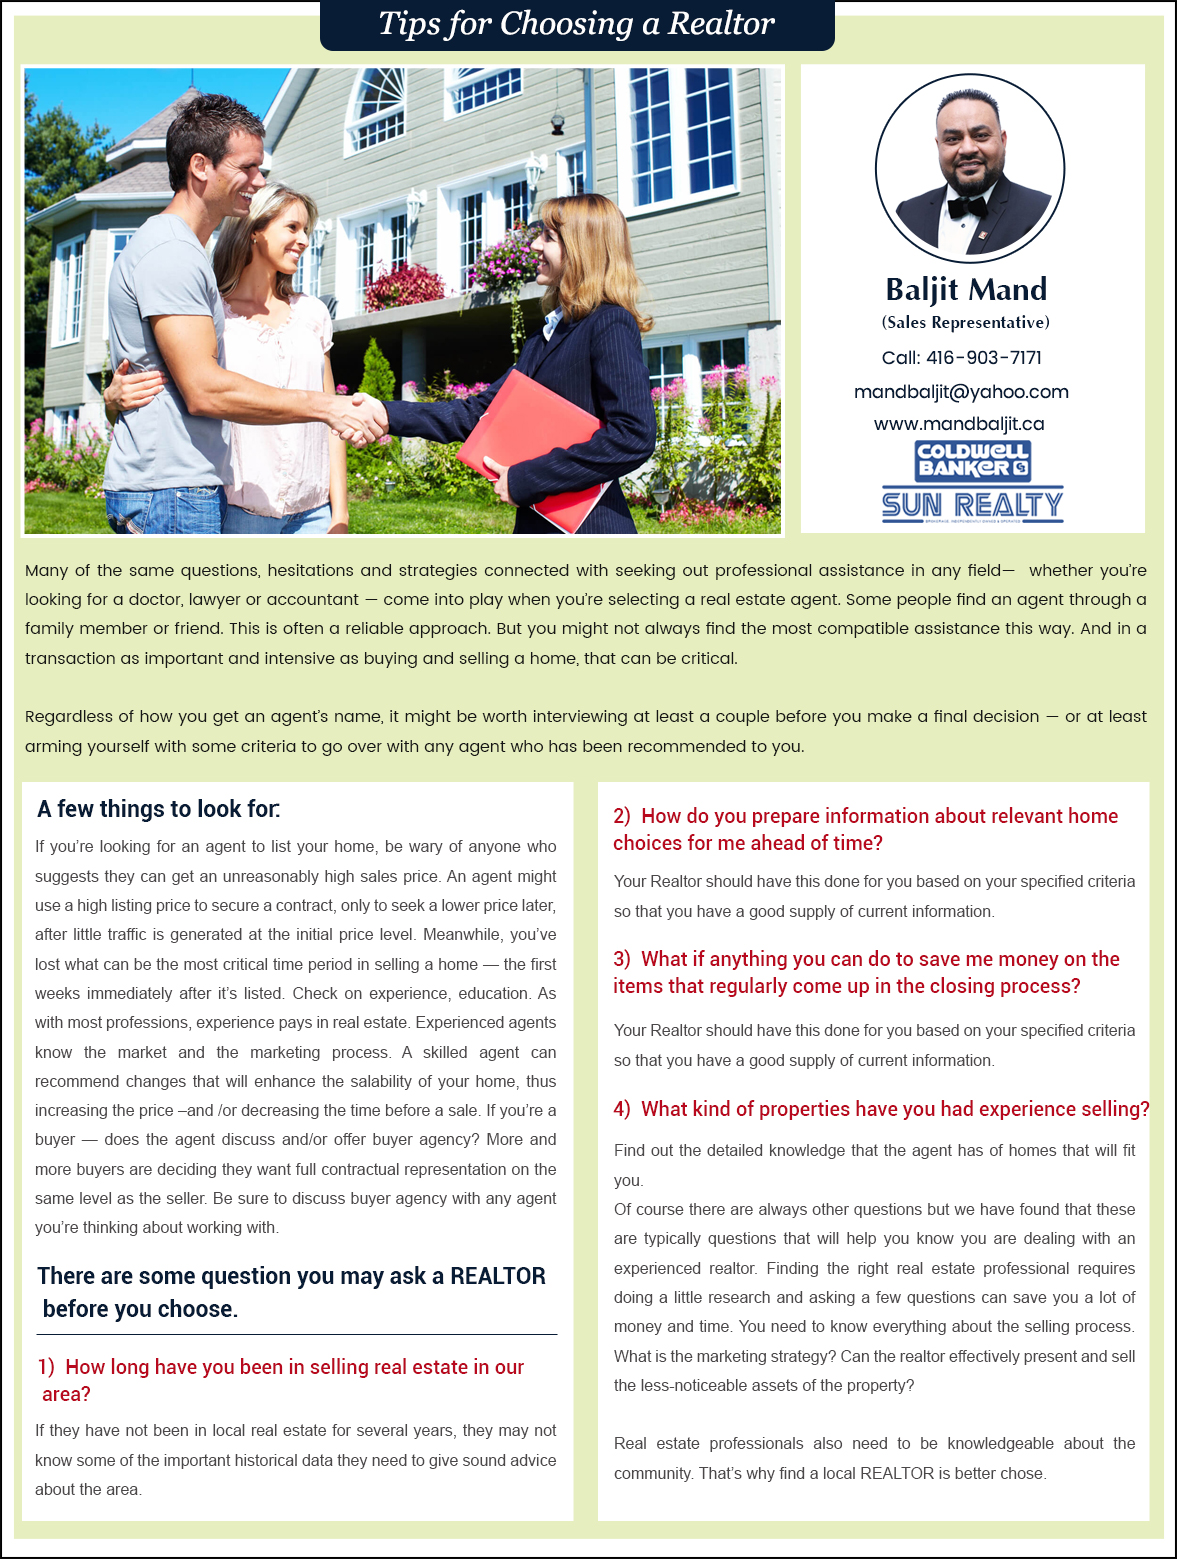 Tips for Choosing a Realtor
Baljit Mand
(Sales Representative)
Call: 416-903-7171
mandbaljit@yahoo.com
www.mandbaljit.ca
COLDWELL
BANKER
SUN REALTY
Many of the same questions, hesitations and strategies connected with seeking out professional assistance in any field— whether you're
looking for a doctor, lawyer or accountant — come into play when you're selecting a real estate agent. Some people find an agent through a
family member or friend. This is often a reliable approach. But you might not always find the most compatible assistance this way. And in a
transaction as important and intensive as buying and selling a home, that can be critical.
Regardless of how you get an agent's name, it might be worth interviewing at least a couple before you make a final decision — or at least
arming yourself with some criteria to go over with any agent who has been recommended to you.
A few things to look for:
If you're looking for an agent to list your home, be wary of anyone who
suggests they can get an unreasonably high sales price. An agent might
use a high listing price to secure a contract, only to seek a lower price later,
after little traffic is generated at the initial price level. Meanwhile, you've
lost what can be the most critical time period in selling a home — the first
weeks immediately after it's listed. Check on experience, education. As
with most professions, experience pays in real estate. Experienced agents
know the market and the marketing process. A skilled agent can
recommend changes that will enhance the salability of your home, thus
increasing the price –and /or decreasing the time before a sale. If you're a
buyer — does the agent discuss and/or offer buyer agency? More and
more buyers are deciding they want full contractual representation on the
same level as the seller. Be sure to discuss buyer agency with any agent
you're thinking about working with.
There are some question you may ask a REALTOR
before you choose.
1) How long have you been in selling real estate in our
area?
If they have not been in local real estate for several years, they may not
know some of the important historical data they need to give sound advice
about the area.
2) How do you prepare information about relevant home
choices for me ahead of time?
Your Realtor should have this done for you based on your specified criteria
so that you have a good supply of current information.
3) What if anything you can do to save me money on the
items that regularly come up in the closing process?
Your Realtor should have this done for you based on your specified criteria
so that you have a good supply of current information.
4) What kind of properties have you had experience selling?
Find out the detailed knowledge that the agent has of homes that will fit
you.
Of course there are always other questions but we have found that these
are typically questions that will help you know you are dealing with an
experienced realtor. Finding the right real estate professional requires
doing a little research and asking a few questions can save you a lot of
money and time. You need to know everything about the selling process.
What is the marketing strategy? Can the realtor effectively present and sell
the less-noticeable assets of the property?
Real estate professionals also need to be knowledgeable about the
community. That's why find a local REALTOR is better chose.